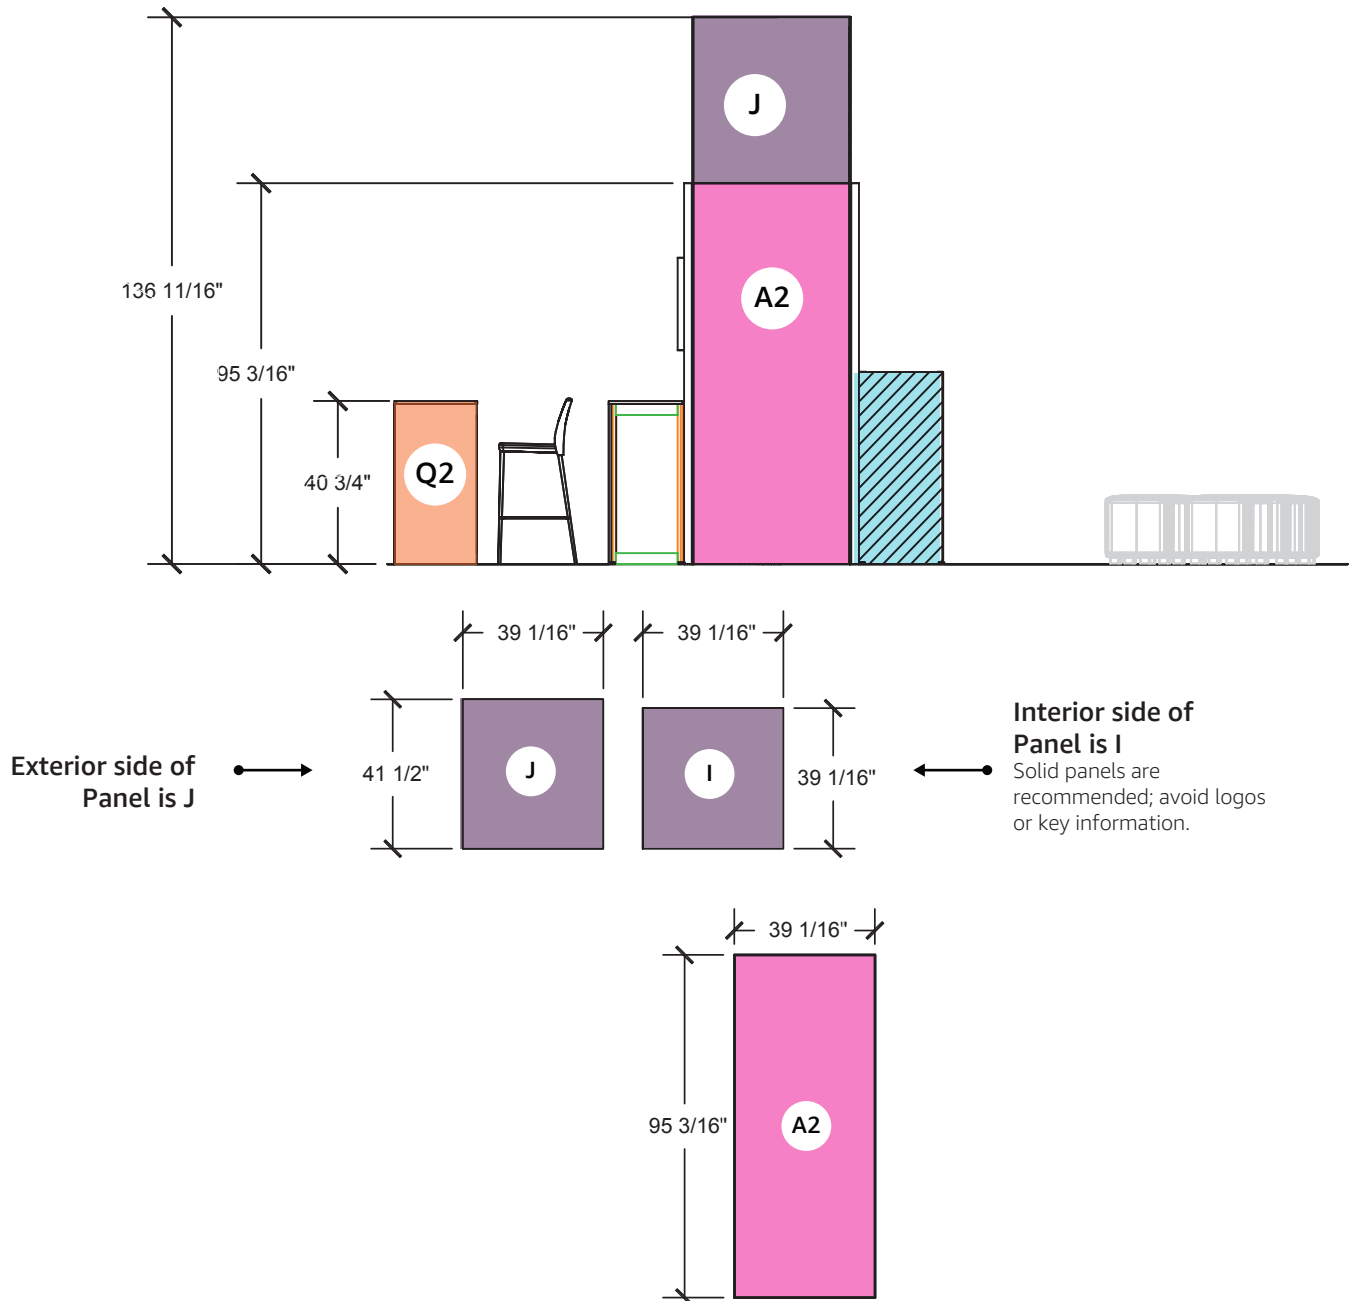 J
136 11/16"
A2
95 3/16"
Q2
40 3/4"
39 1/16"
39 1/16"
Exterior side of
Panel is J
41 1/2"
J
I
39 1/16"
Interior side of
Panel is I
Solid panels are
recommended; avoid logos
or key information.
39 1/16"
95 3/16"
A2